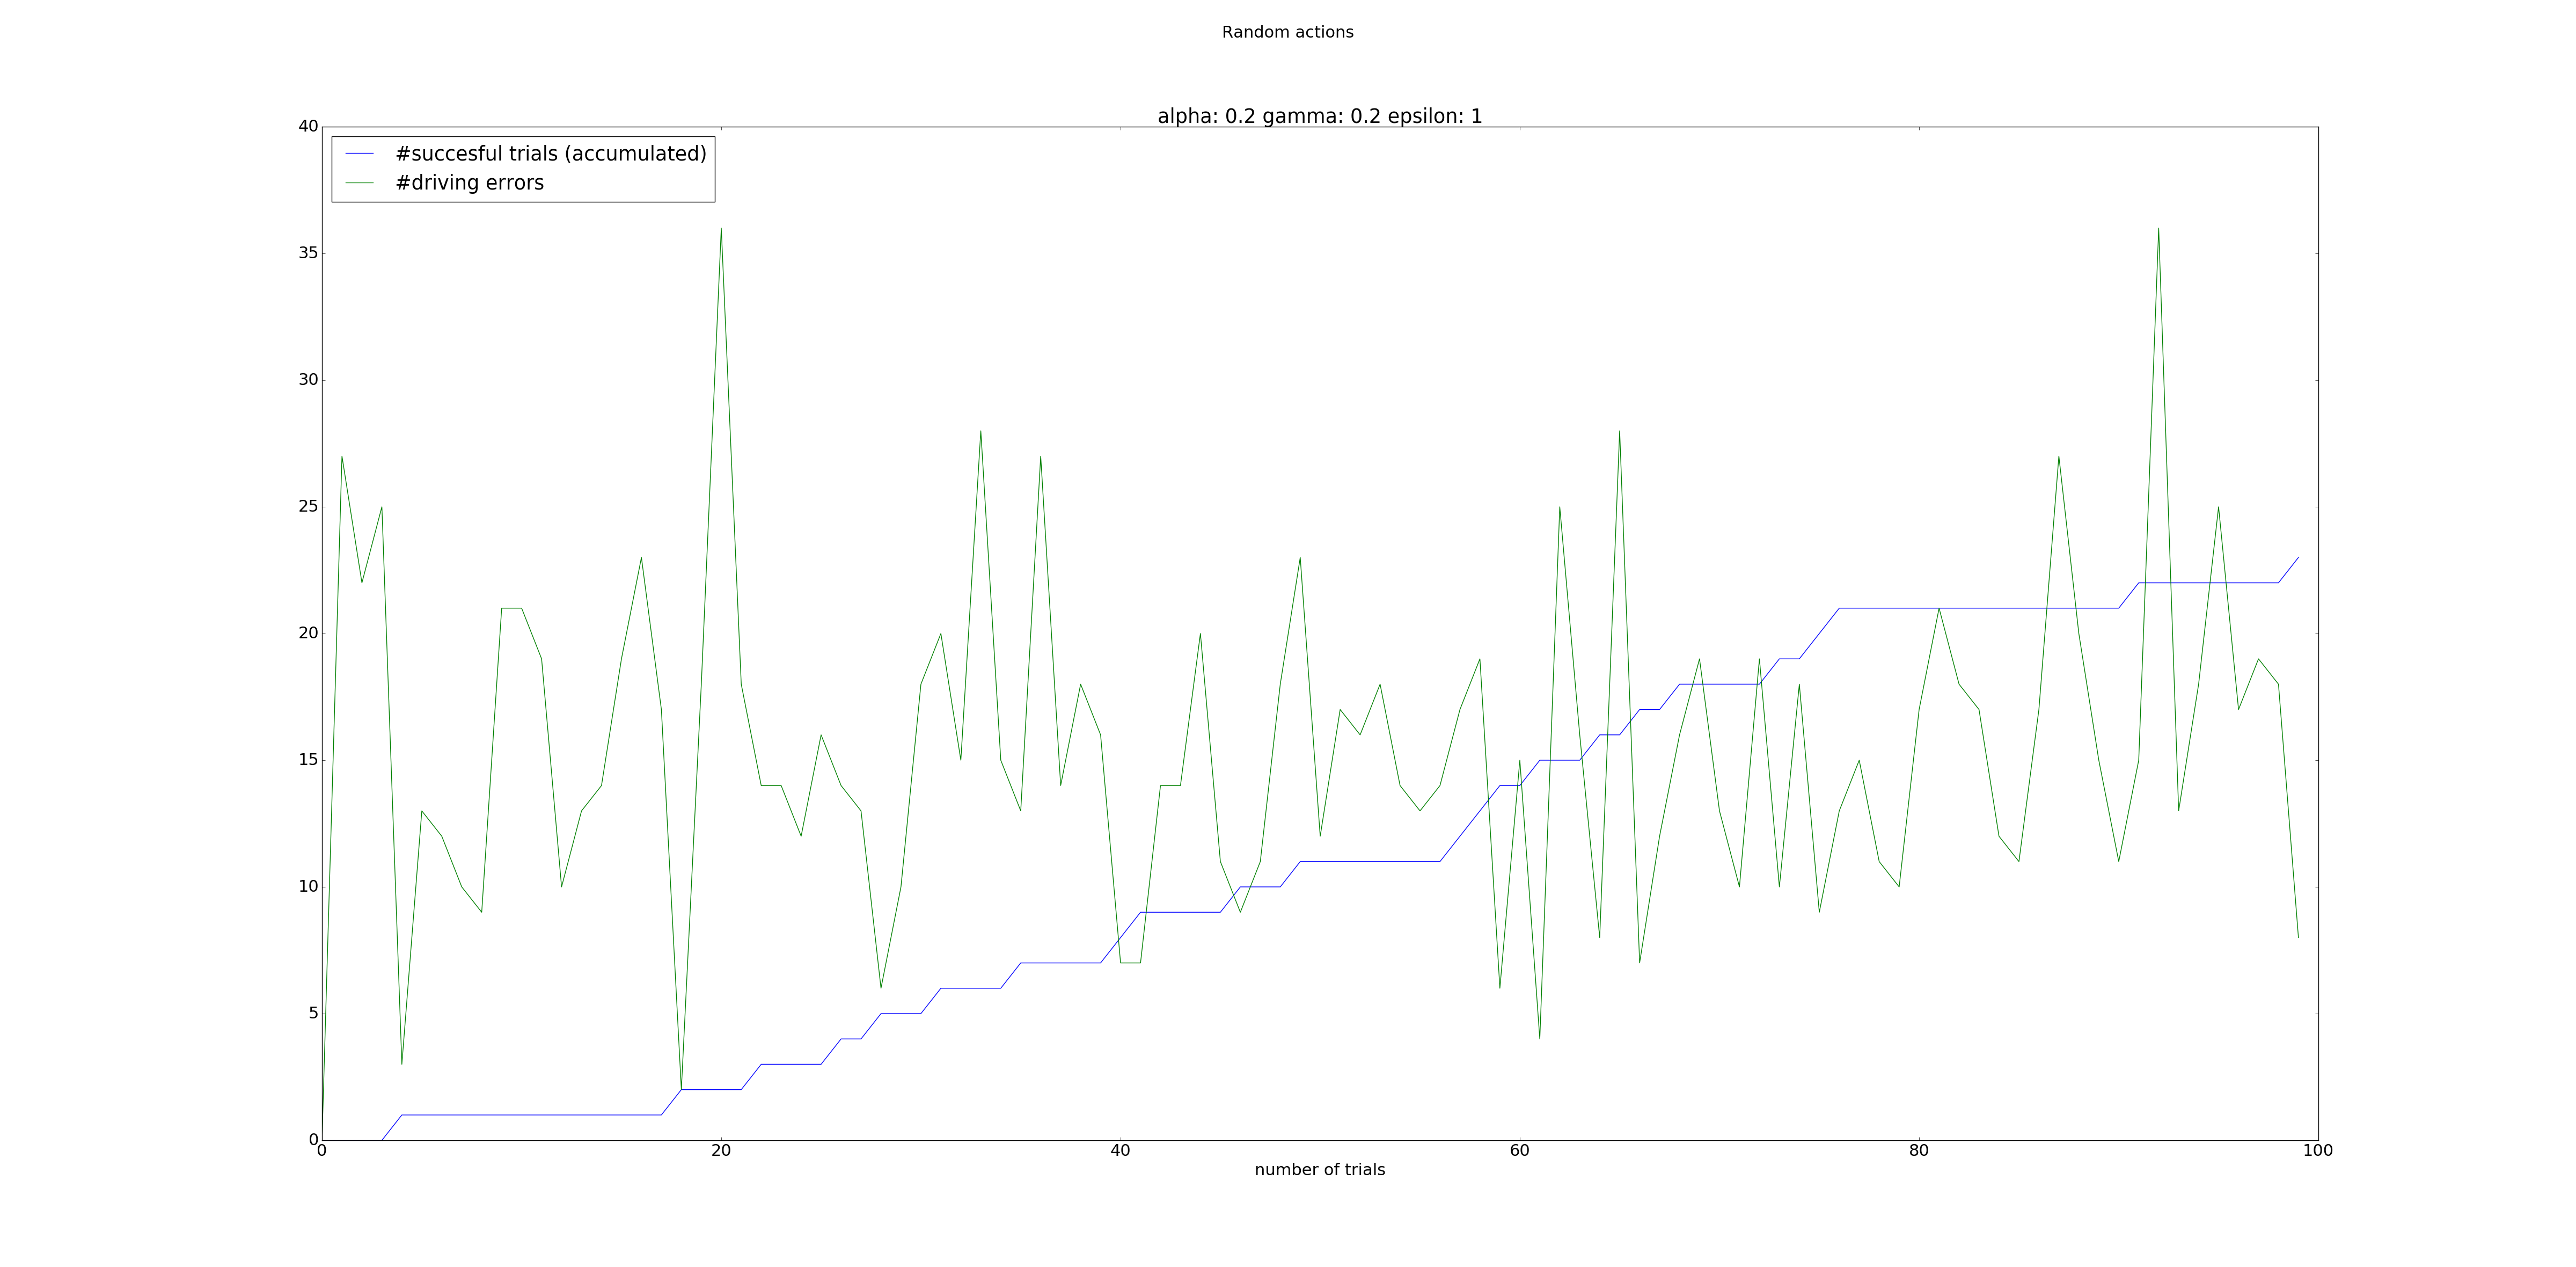 Random actions
alpha: 0.2 gamma: 0.2 epsilon: 1
#succesful trials (accumulated)
#driving errors
40
35
30
25
20
15
10
5
0
0 20 40 60 80 100
number of trials